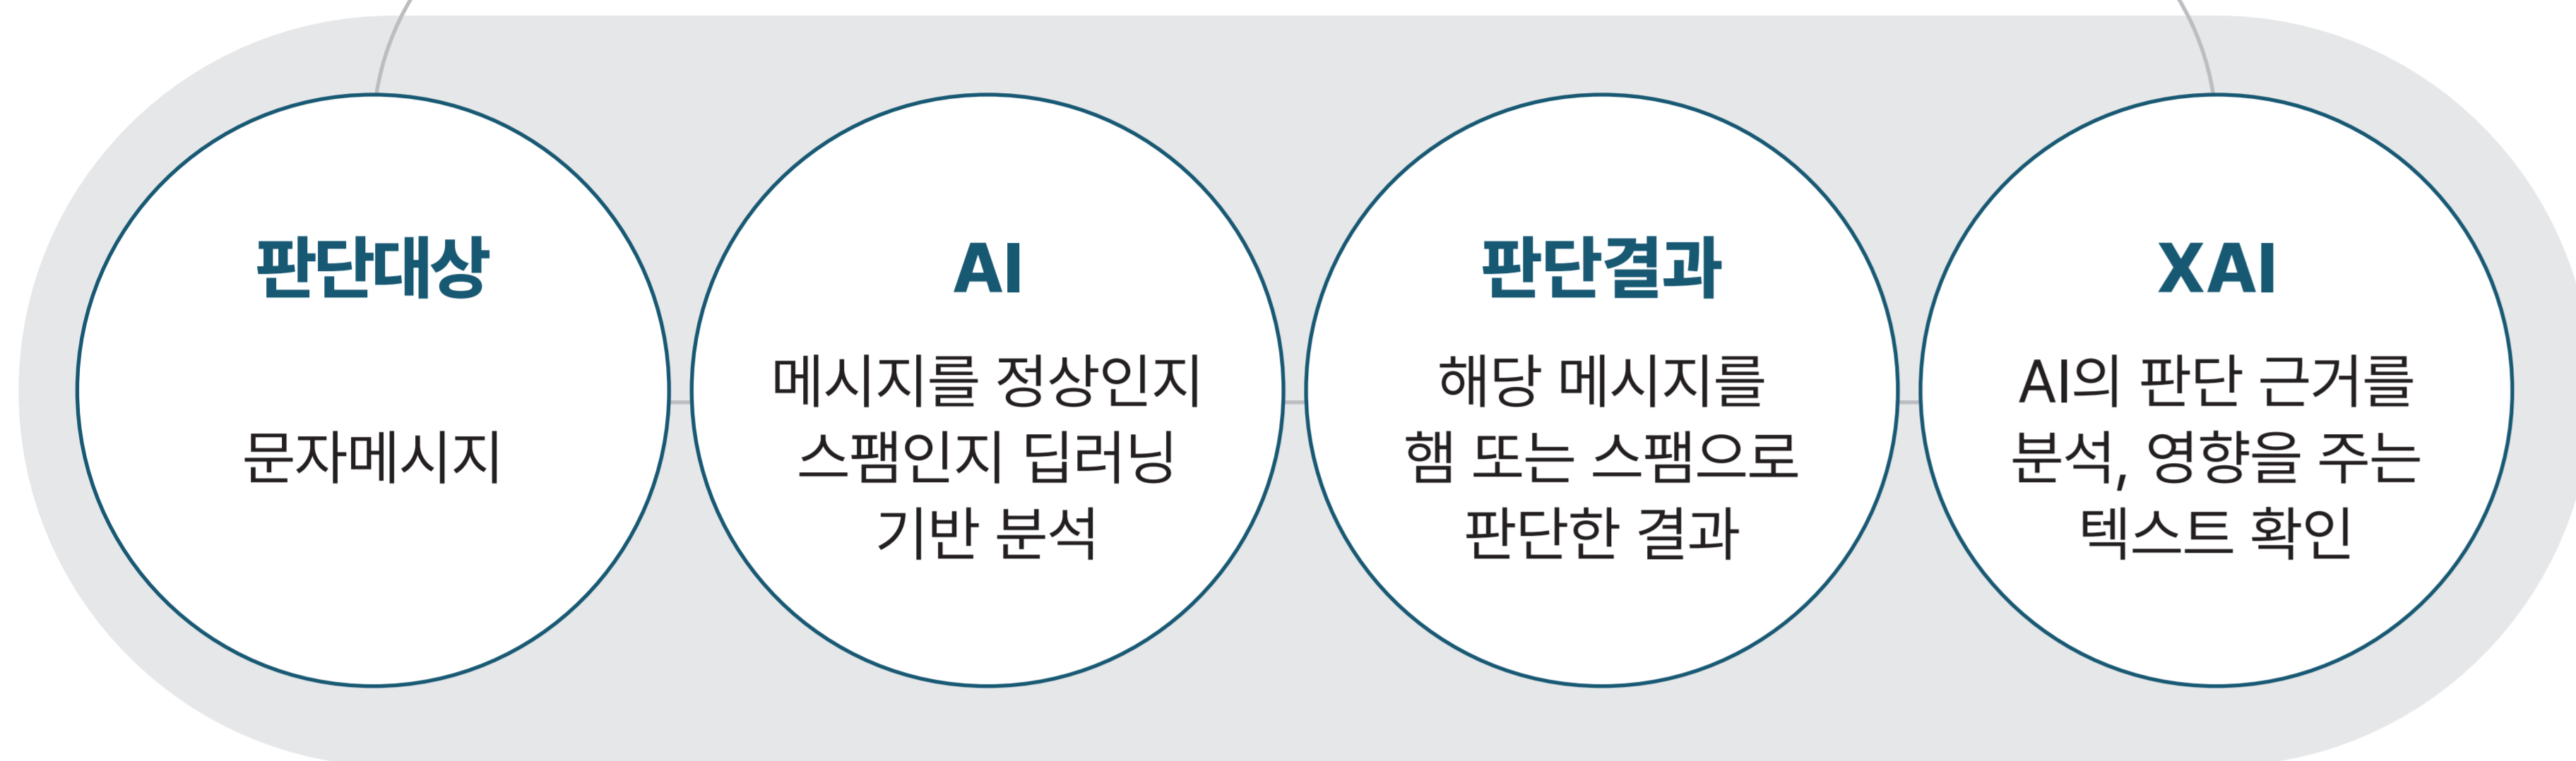 판단대상
문자메시지
AI
메시지를 정상인지
스팸인지 딥러닝
기반 분석
판단결과
해당 메시지를
햄 또는 스팸으로
판단한 결과
XAI
AI의 판단 근거를
분석, 영향을 주는
텍스트 확인